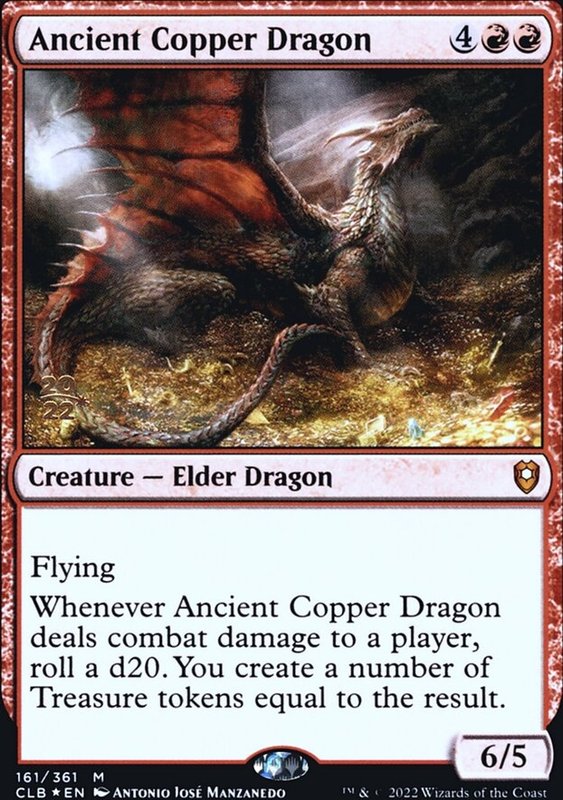 Ancient Copper Dragon 4
20
22
Creature — Elder Dragon
Flying
Whenever Ancient Copper Dragon
deals combat damage to a player,
roll a d20. You create a number of
Treasure tokens equal to the result.
6/5
161/361 M
CLB ★ EN Antonio José Manzanedo
™ & © 2022 Wizards of the Coast